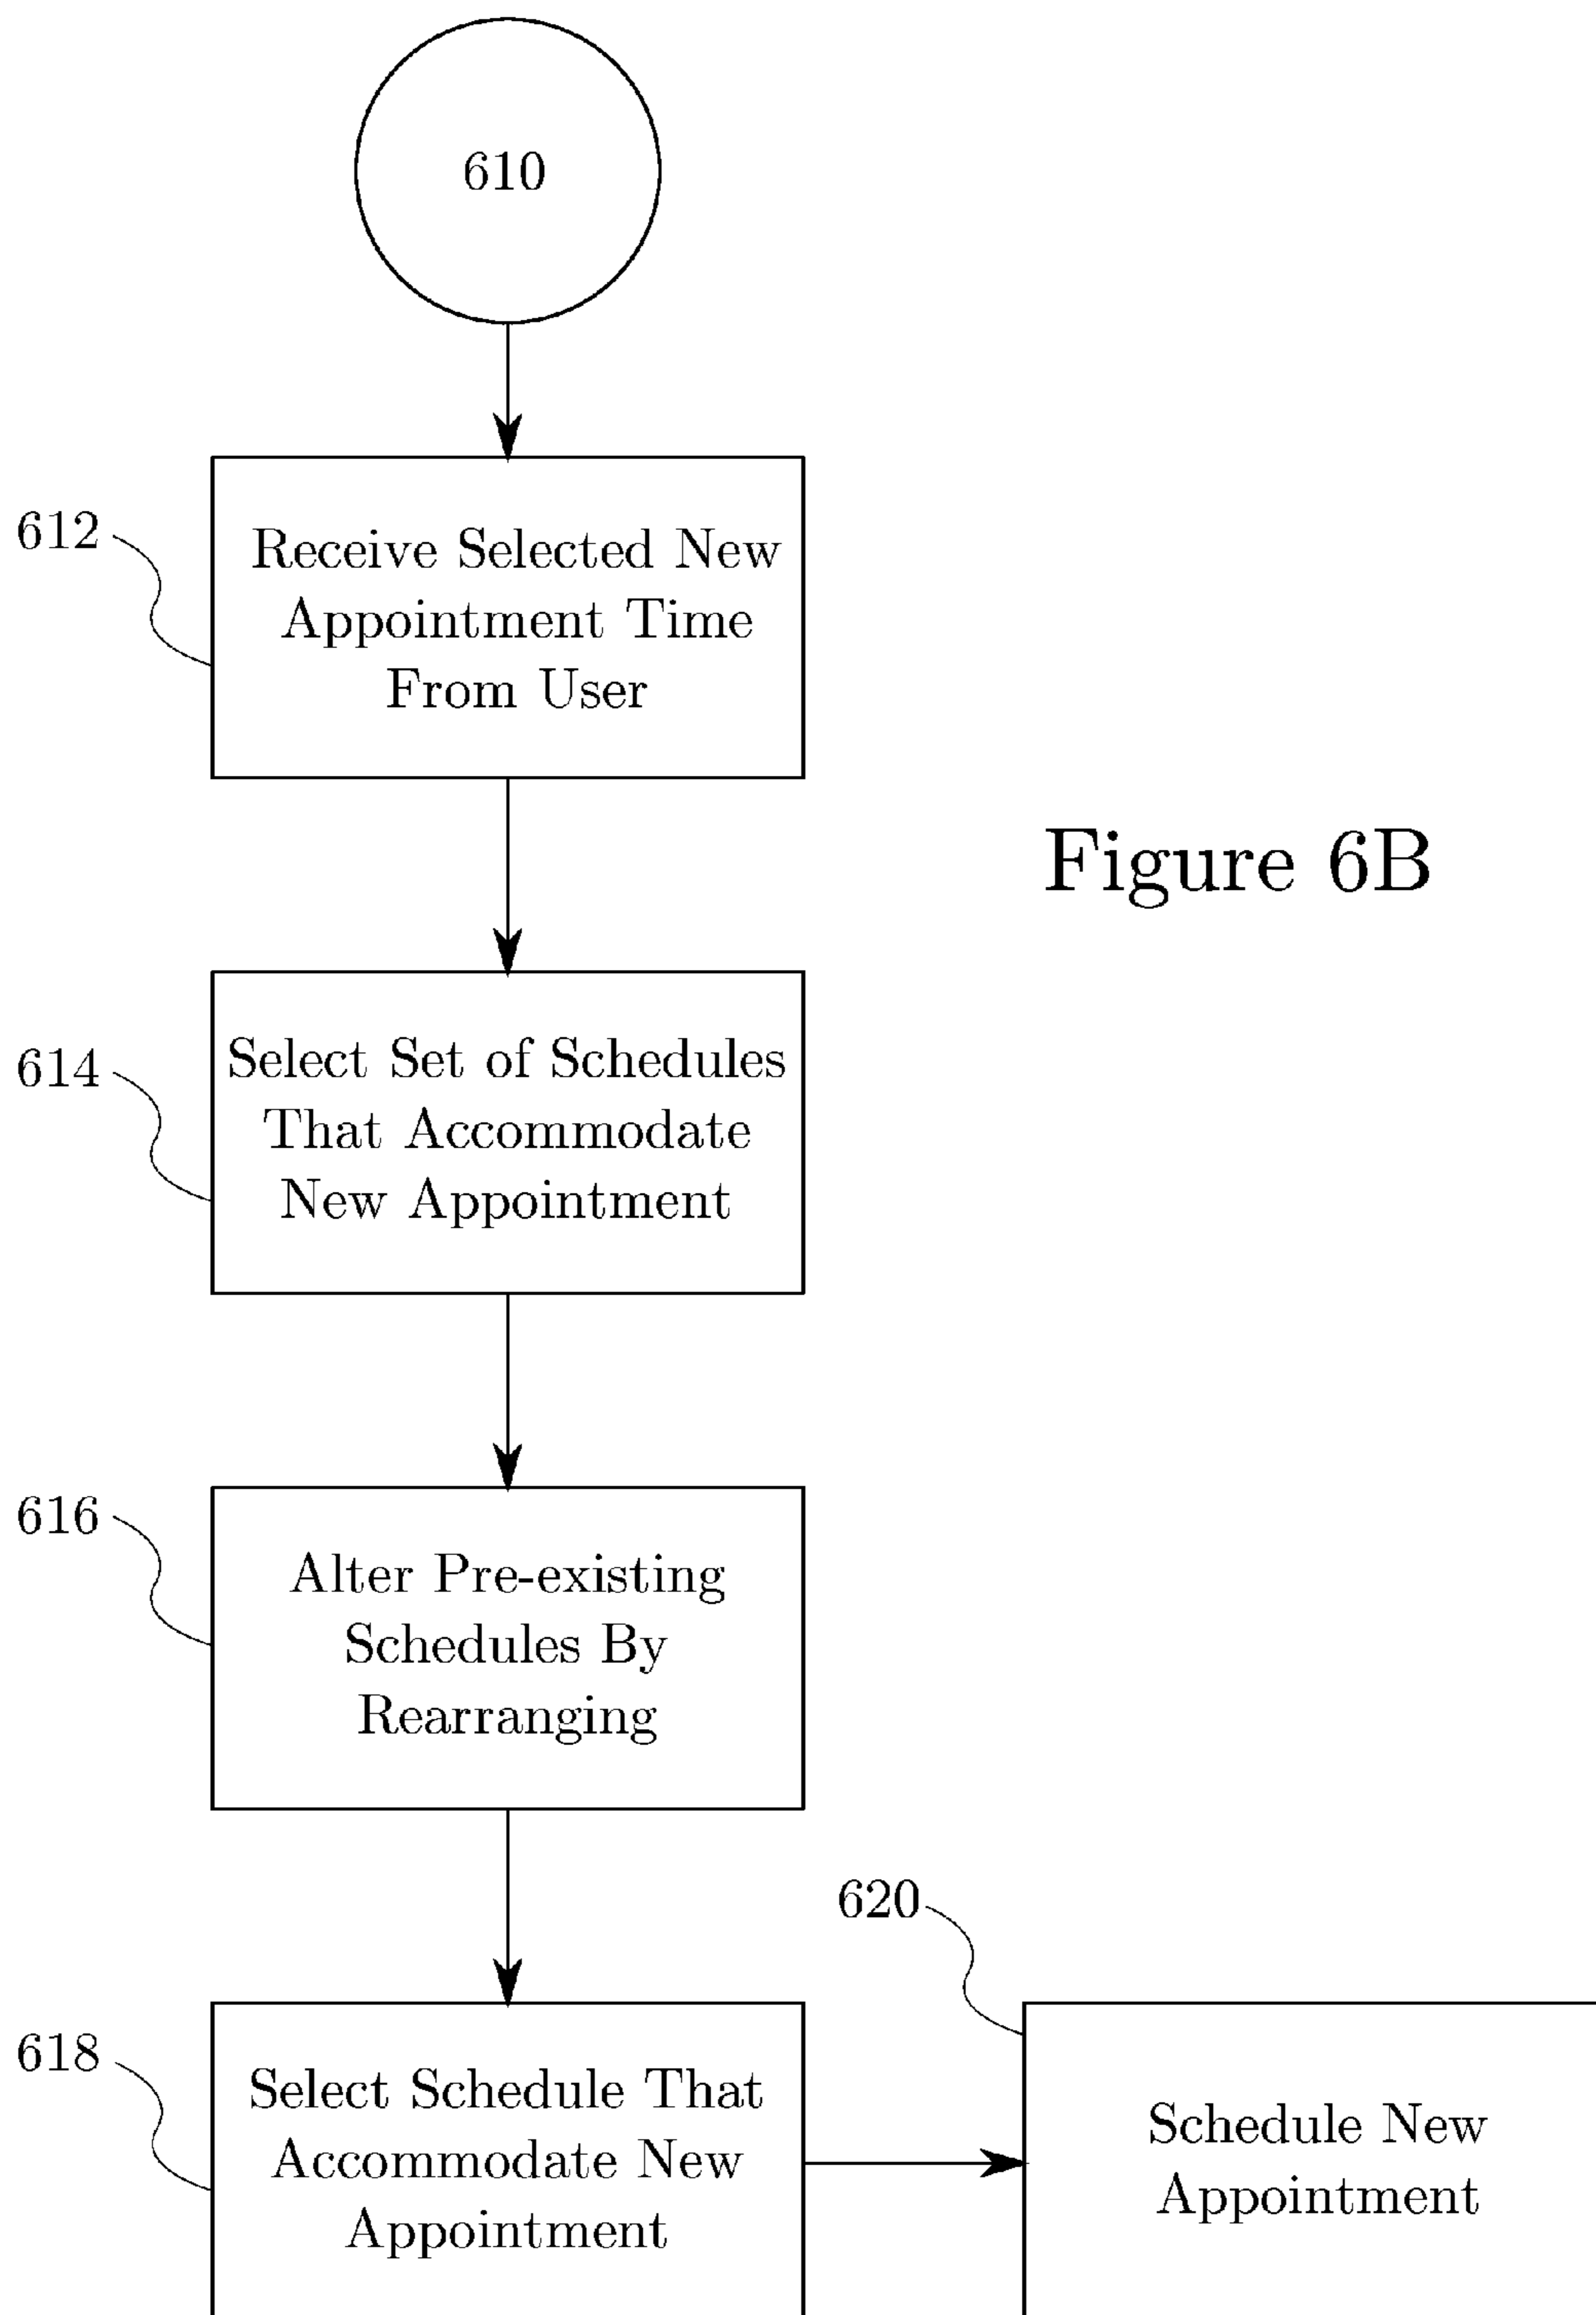 610
612
Receive Selected New
Appointment Time
From User
Figure 6B
614
Select Set of Schedules
That Accommodate
New Appointment
616
Alter Pre-existing
Schedules By
Rearranging
618
Select Schedule That
Accommodate New
Appointment
620
Schedule New
Appointment